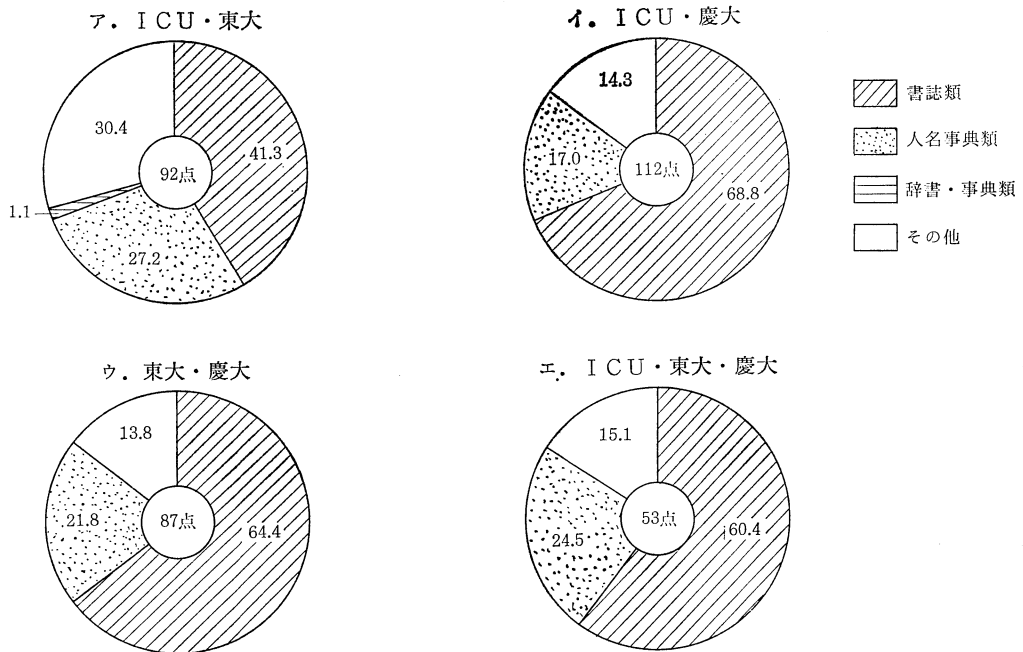 ア. ICU・東大
30.4
41.3
92点
1.1
27.2
イ. ICU・慶大
14.3
17.0
112点
68.8
書誌類
人名事典類
辞書・事典類
その他
ウ. 東大・慶大
13.8
21.8
87点
64.4
エ. ICU・東大・慶大
15.1
24.5
53点
60.4